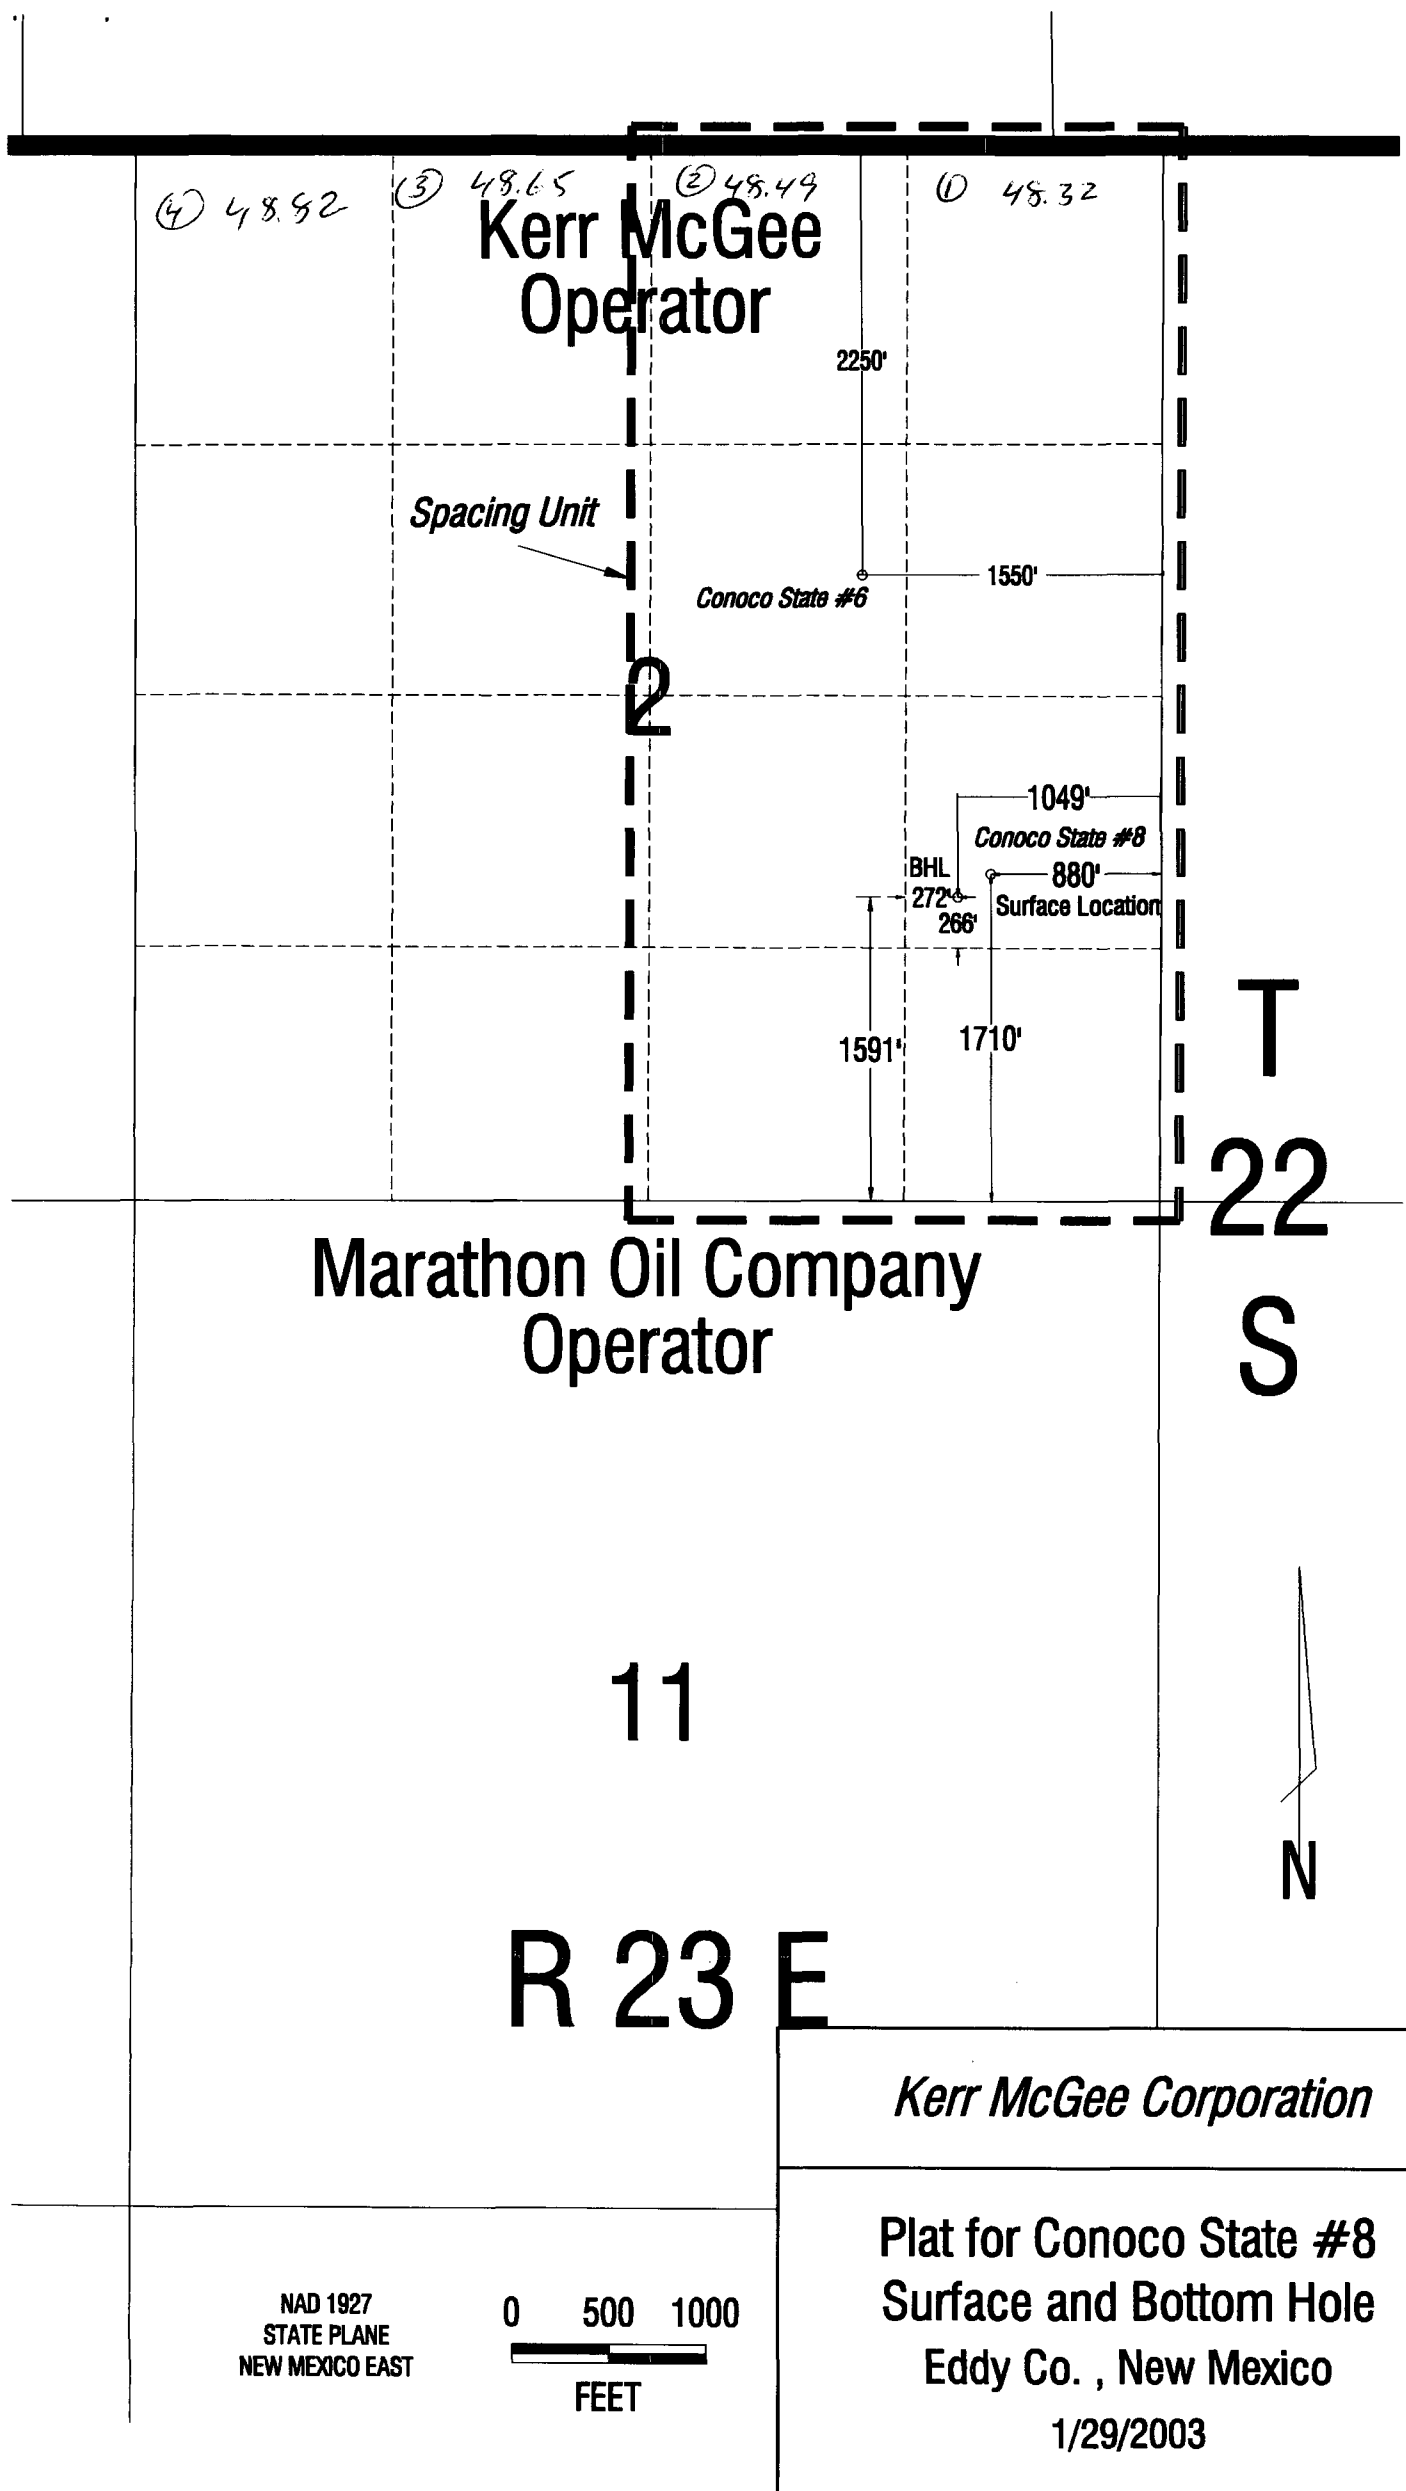 ④ 48.82
③ 48.65
② 48.49
① 48.32
Kerr McGee
Operator
2250'
Spacing Unit
1550'
Conoco State #6
2
1049'
Conoco State #8
BHL
880'
272'
Surface Location
266'
1591'
1710'
T
22
S
Marathon Oil Company
Operator
11
N
R 23 E
Kerr McGee Corporation
Plat for Conoco State #8
Surface and Bottom Hole
Eddy Co. , New Mexico
1/29/2003
NAD 1927
STATE PLANE
NEW MEXICO EAST
0 500 1000
FEET